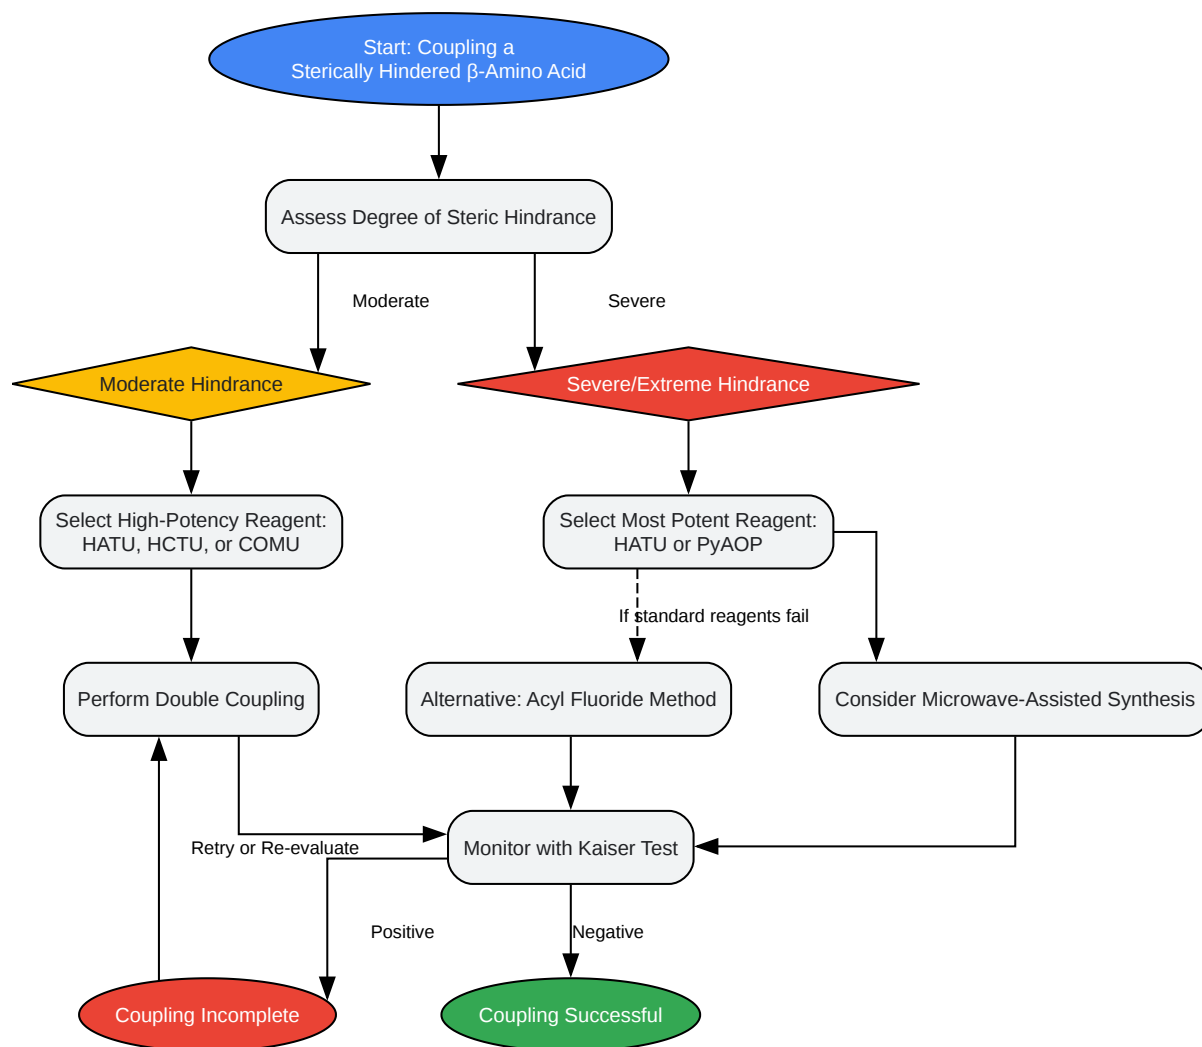 Start: Coupling a
Sterically Hindered β-Amino Acid
Assess Degree of Steric Hindrance
Moderate
Severe
Moderate Hindrance
Severe/Extreme Hindrance
Select High-Potency Reagent:
HATU, HCTU, or COMU
Select Most Potent Reagent:
HATU or PyAOP
If standard reagents fail
Perform Double Coupling
Alternative: Acyl Fluoride Method
Consider Microwave-Assisted Synthesis
Retry or Re-evaluate
Monitor with Kaiser Test
Positive
Negative
Coupling Incomplete
Coupling Successful